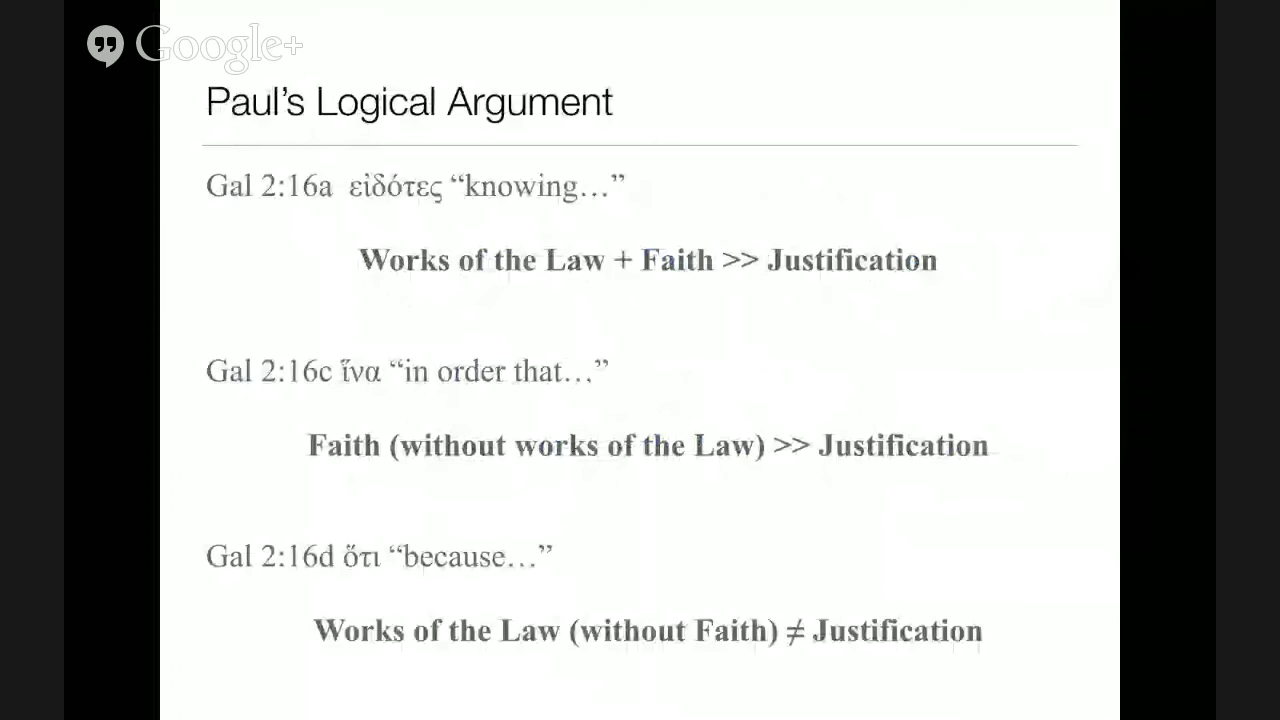 Google+
Paul’s Logical Argument
Gal 2:16a εἰδότες “knowing…”
Works of the Law + Faith >> Justification
Gal 2:16c ἵνα “in order that…”
Faith (without works of the Law) >> Justification
Gal 2:16d ὅτι “because…”
Works of the Law (without Faith) ≠ Justification